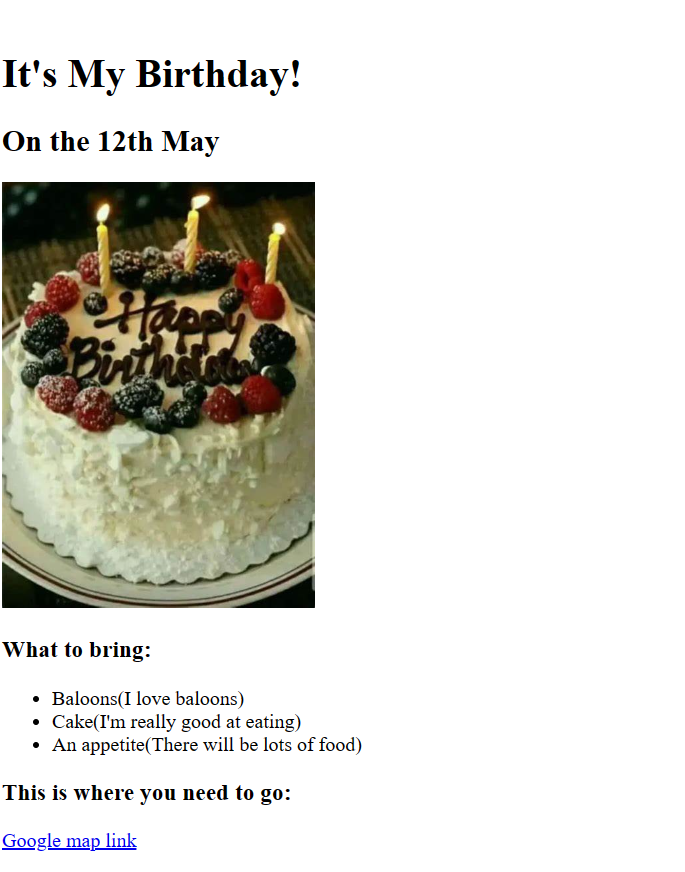 It's My Birthday!
On the 12th May
Happy
Birthday
What to bring:
Baloons(I love baloons)
Cake(I'm really good at eating)
An appetite(There will be lots of food)
This is where you need to go:
Google map link